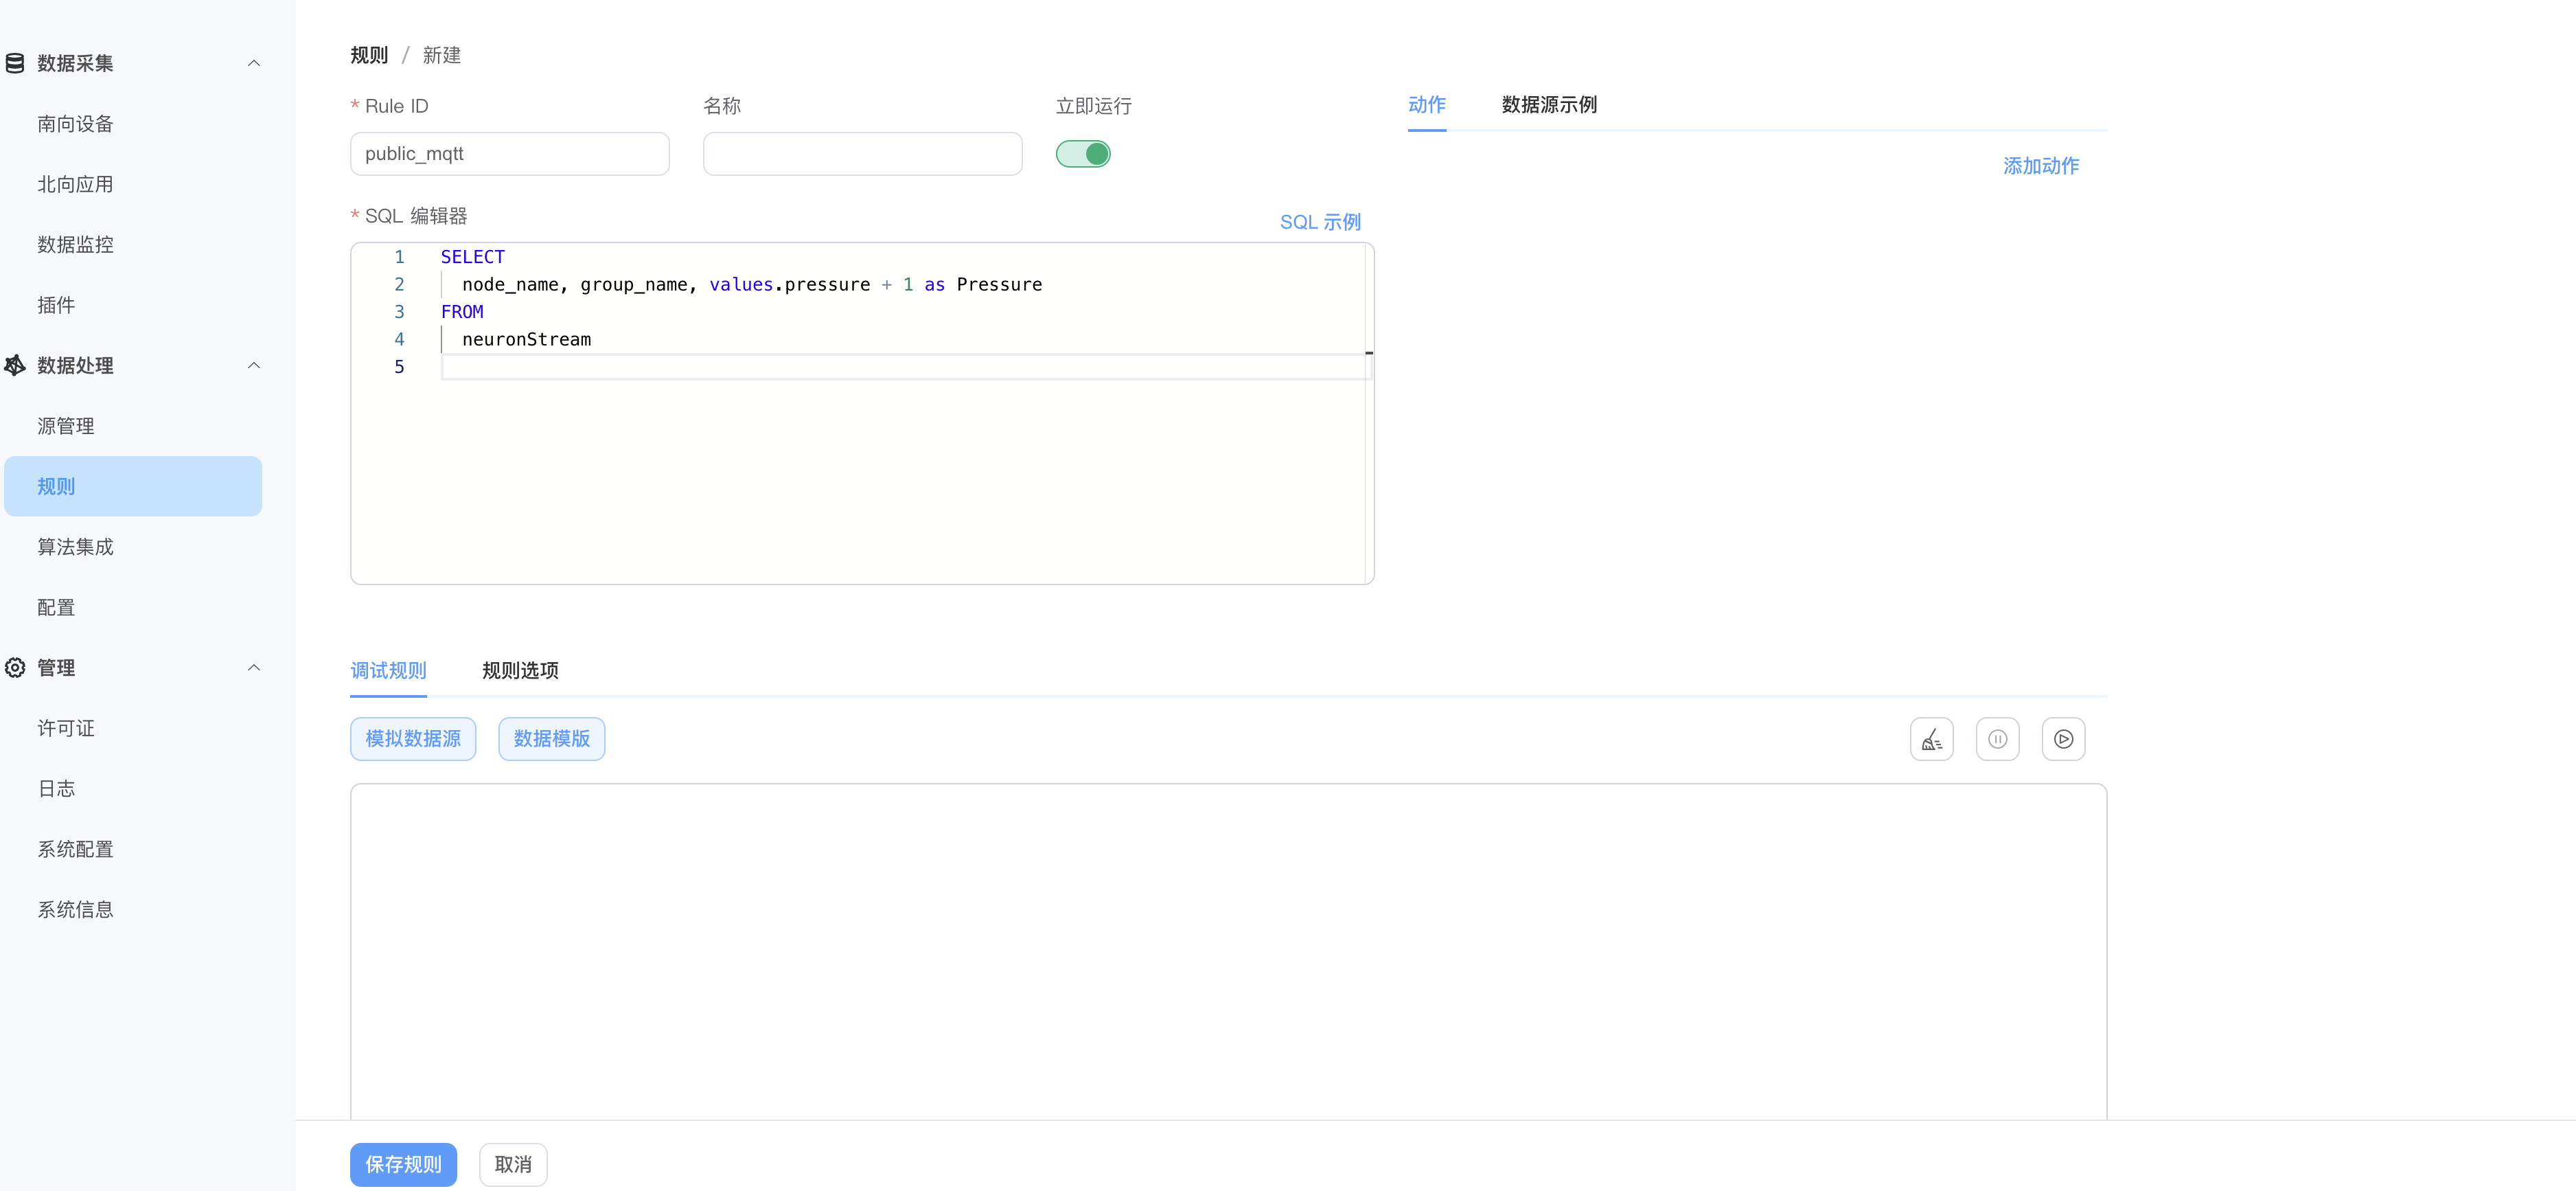 数据采集
南向设备
北向应用
数据监控
插件
数据处理
源管理
规则
算法集成
配置
管理
许可证
日志
系统配置
系统信息
规则 / 新建
* Rule ID
名称
立即运行
public_mqtt
* SQL 编辑器
SQL 示例
1 SELECT
2 node_name, group_name, values.pressure + 1 as Pressure
3 FROM
4 neuronStream
5
动作 数据源示例
添加动作
调试规则 规则选项
模拟数据源 数据模版
保存规则 取消